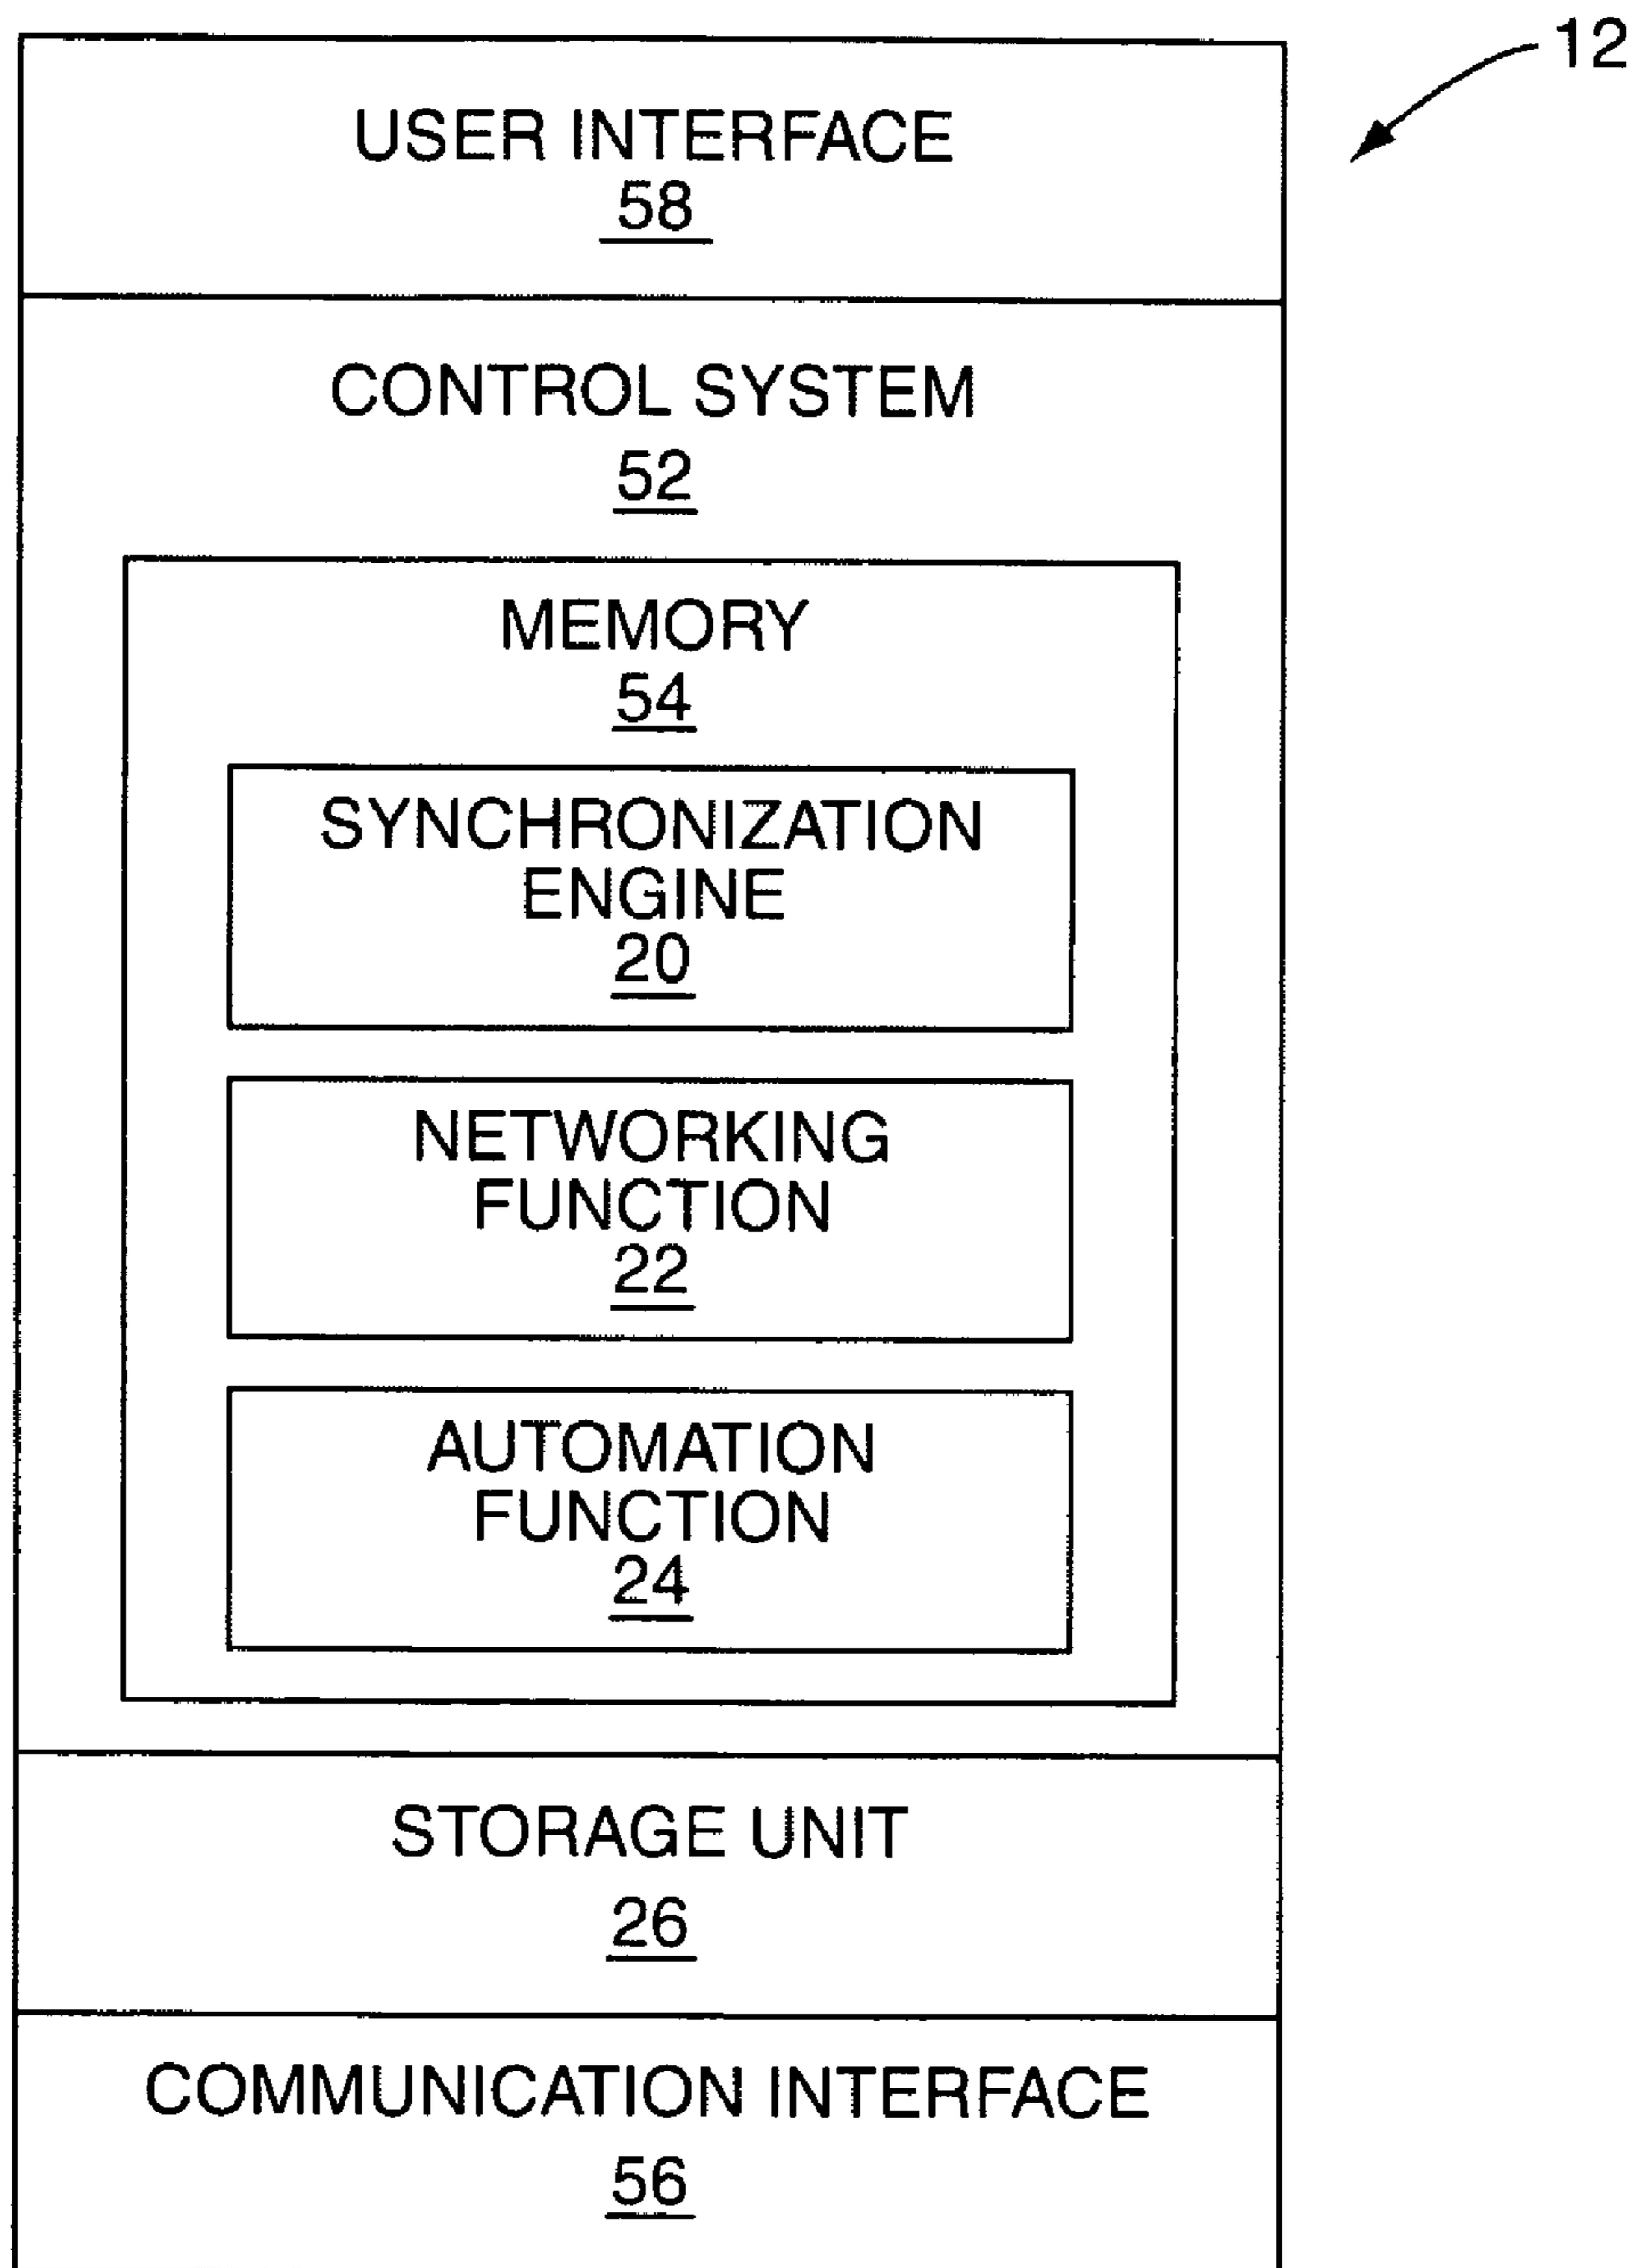 12
USER INTERFACE
58
CONTROL SYSTEM
52
MEMORY
54
SYNCHRONIZATION
ENGINE
20
NETWORKING
FUNCTION
22
AUTOMATION
FUNCTION
24
STORAGE UNIT
26
COMMUNICATION INTERFACE
56